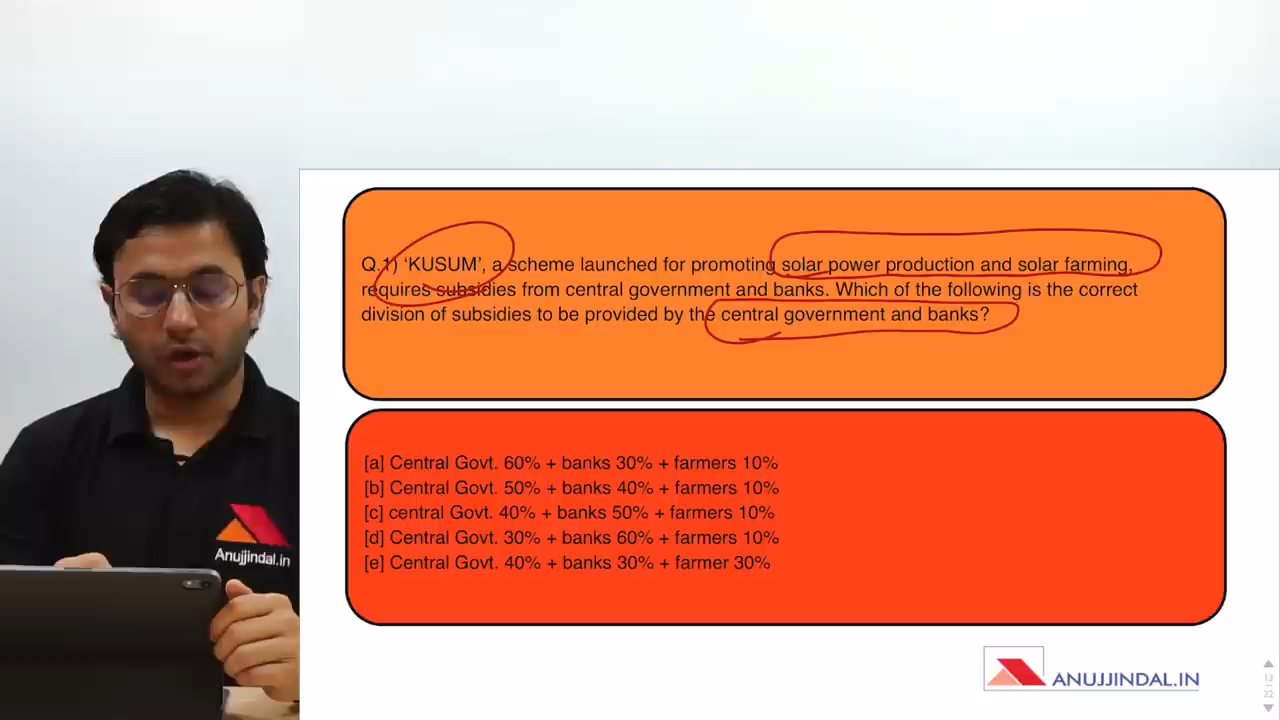 Q.1) ‘KUSUM’, a scheme launched for promoting solar power production and solar farming,
requires subsidies from central government and banks. Which of the following is the correct
division of subsidies to be provided by the central government and banks?
[a] Central Govt. 60% + banks 30% + farmers 10%
[b] Central Govt. 50% + banks 40% + farmers 10%
[c] central Govt. 40% + banks 50% + farmers 10%
[d] Central Govt. 30% + banks 60% + farmers 10%
[e] Central Govt. 40% + banks 30% + farmer 30%
Anujjindal.in
ANUJJINDAL.IN
13
22